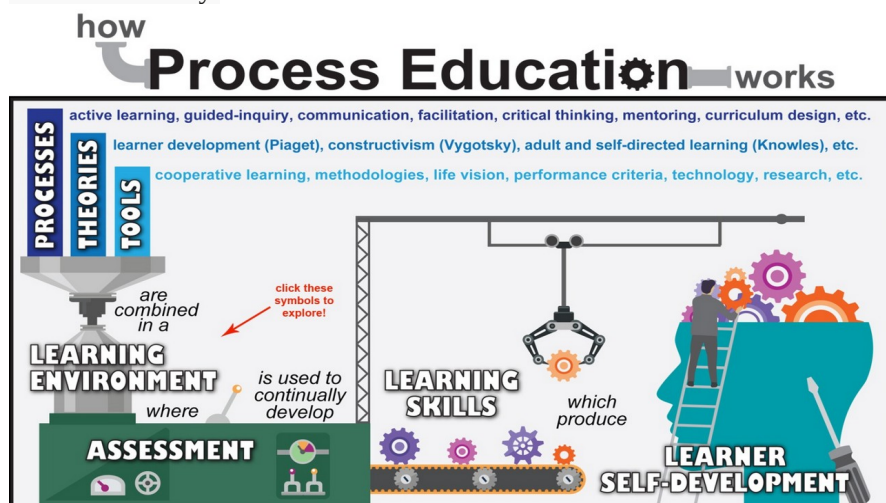 how
Process Education works
PROCESSES
active learning, guided-inquiry, communication, facilitation, critical thinking, mentoring, curriculum design, etc.
THEORIES
learner development (Piaget), constructivism (Vygotsky), adult and self-directed learning (Knowles), etc.
TOOLS
cooperative learning, methodologies, life vision, performance criteria, technology, research, etc.
are
combined
in a
click these
symbols to
explore!
LEARNING
ENVIRONMENT
where
ASSESSMENT
is used to
continually
develop
LEARNING
SKILLS
which
produce
LEARNER
SELF-DEVELOPMENT